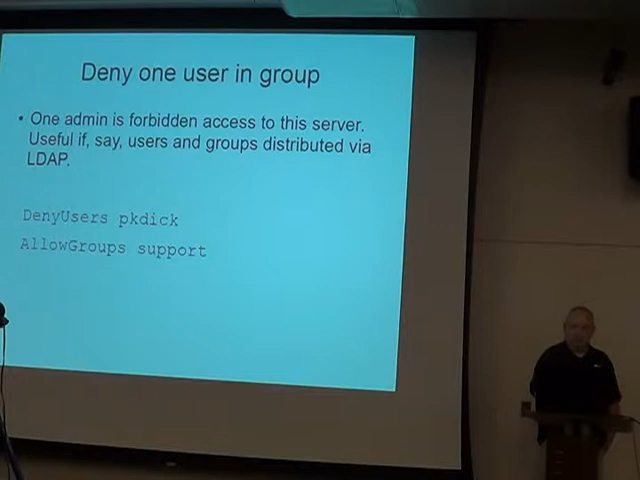 Deny one user in group
• One admin is forbidden access to this server.
Useful if, say, users and groups distributed via
LDAP.
DenyUsers pkdick
AllowGroups support